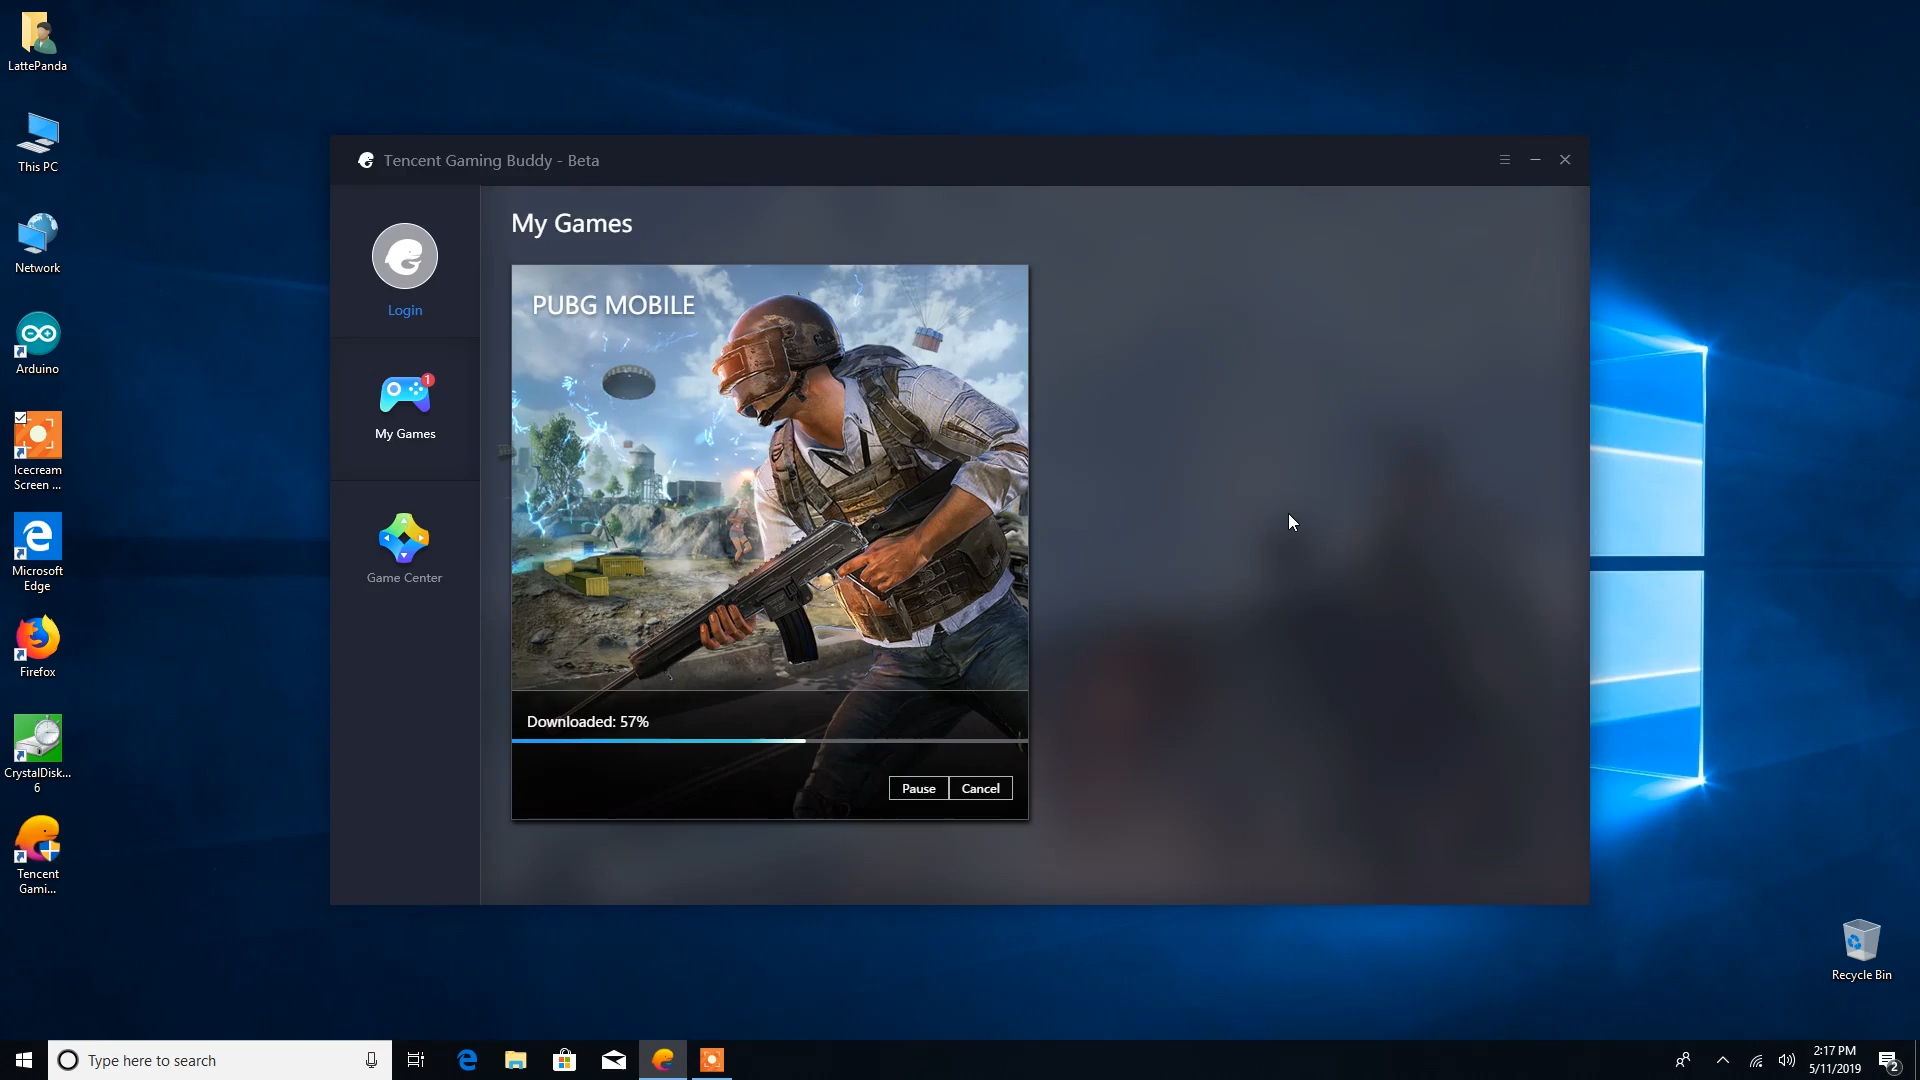 LattePanda
This PC
Network
Arduino
Icecream
Screen ...
Microsoft
Edge
Firefox
CrystalDisk...
6
Tencent
Gami...
Tencent Gaming Buddy - Beta
Login
1
My Games
Game Center
My Games
PUBG MOBILE
Downloaded: 57%
Pause
Cancel
Recycle Bin
Type here to search
2:17 PM
5/11/2019
2